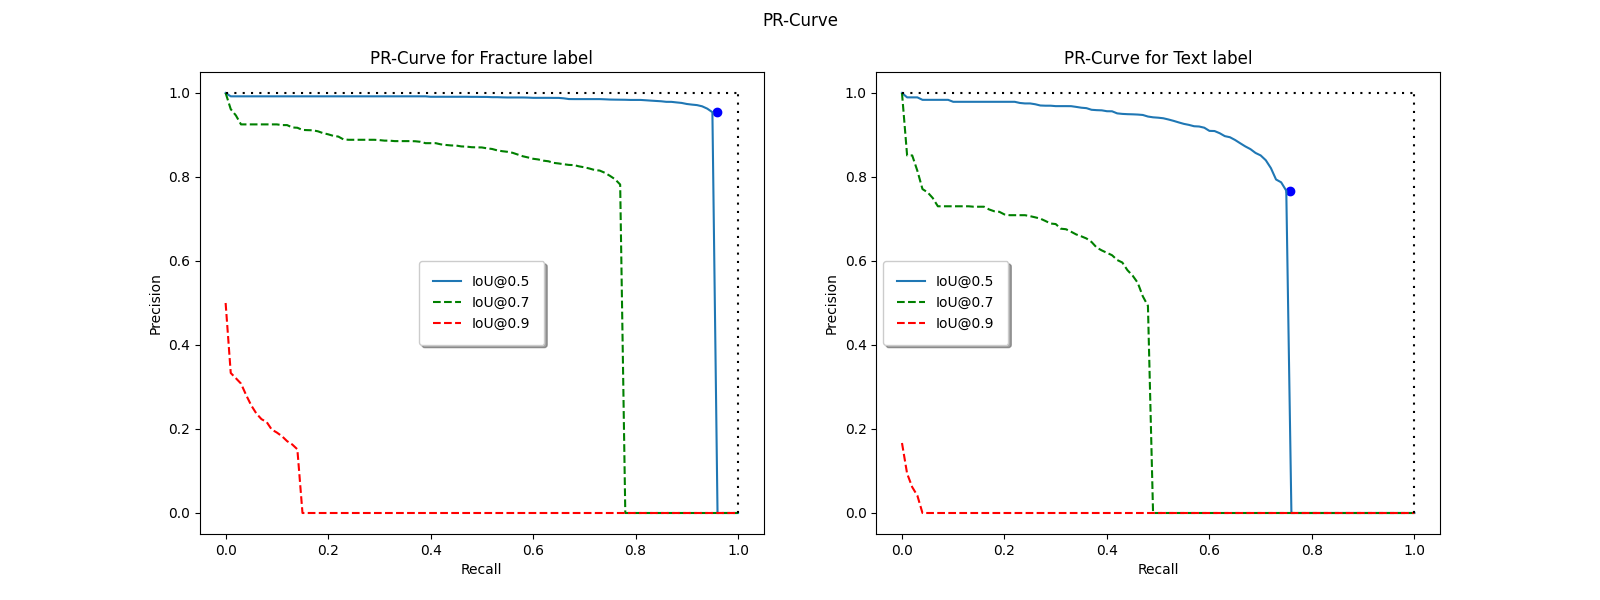 PR-Curve
PR-Curve for Fracture label
1.0
0.8
0.6
0.4
0.2
0.0
Precision
IoU@0.5
IoU@0.7
IoU@0.9
0.0 0.2 0.4 0.6 0.8 1.0
Recall
PR-Curve for Text label
1.0
0.8
0.6
0.4
0.2
0.0
Precision
IoU@0.5
IoU@0.7
IoU@0.9
0.0 0.2 0.4 0.6 0.8 1.0
Recall